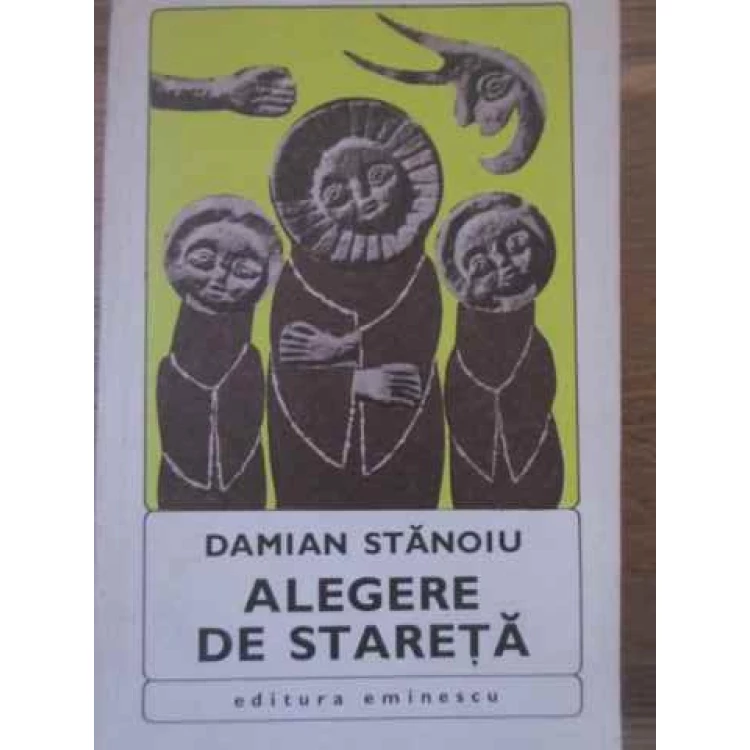 DAMIAN STĂNOIU
ALEGERE
DE STAREȚĂ
editura eminescu